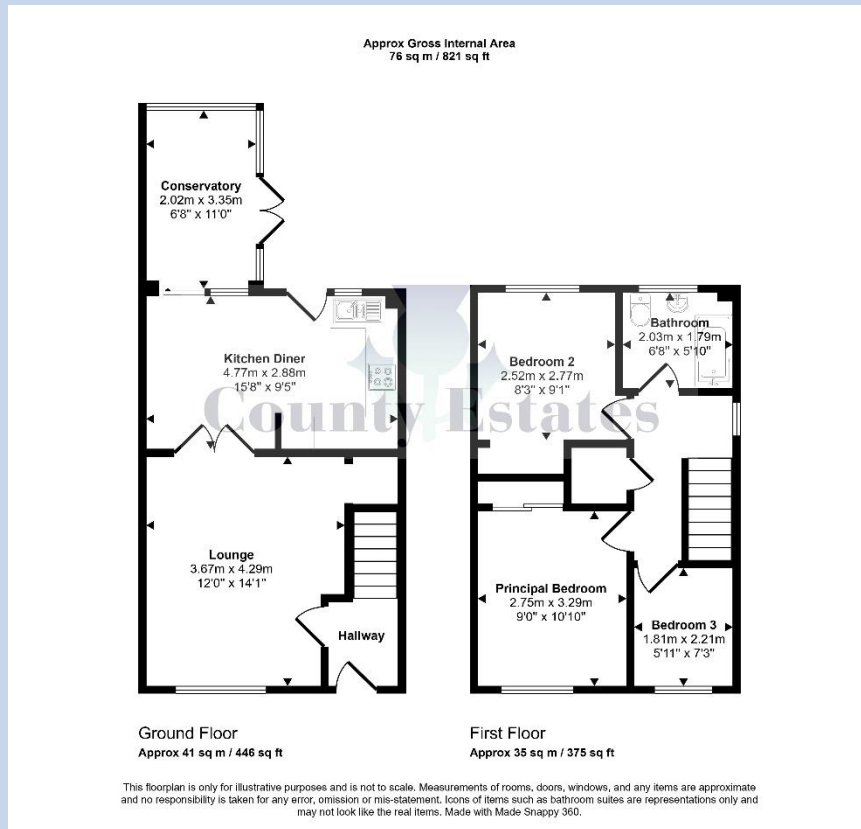 Approx Gross Internal Area
76 sq m / 821 sq ft
Conservatory
2.02m x 3.35m
6'8" x 11'0"
Kitchen Diner
4.77m x 2.88m
15'8" x 9'5"
Bedroom 2
2.52m x 2.77m
8'3" x 9'1"
Bathroom
2.03m x 1.79m
6'8" x 5'10"
County Estates
Lounge
3.67m x 4.29m
12'0" x 14'1"
Hallway
Principal Bedroom
2.75m x 3.29m
9'0" x 10'10"
Bedroom 3
1.81m x 2.21m
5'11" x 7'3"
Ground Floor
Approx 41 sq m / 446 sq ft
First Floor
Approx 35 sq m / 375 sq ft
This floorplan is only for illustrative purposes and is not to scale. Measurements of rooms, doors, windows, and any items are approximate
and no responsibility is taken for any error, omission or mis-statement. Icons of items such as bathroom suites are representations only and
may not look like the real items. Made with Made Snappy 360.